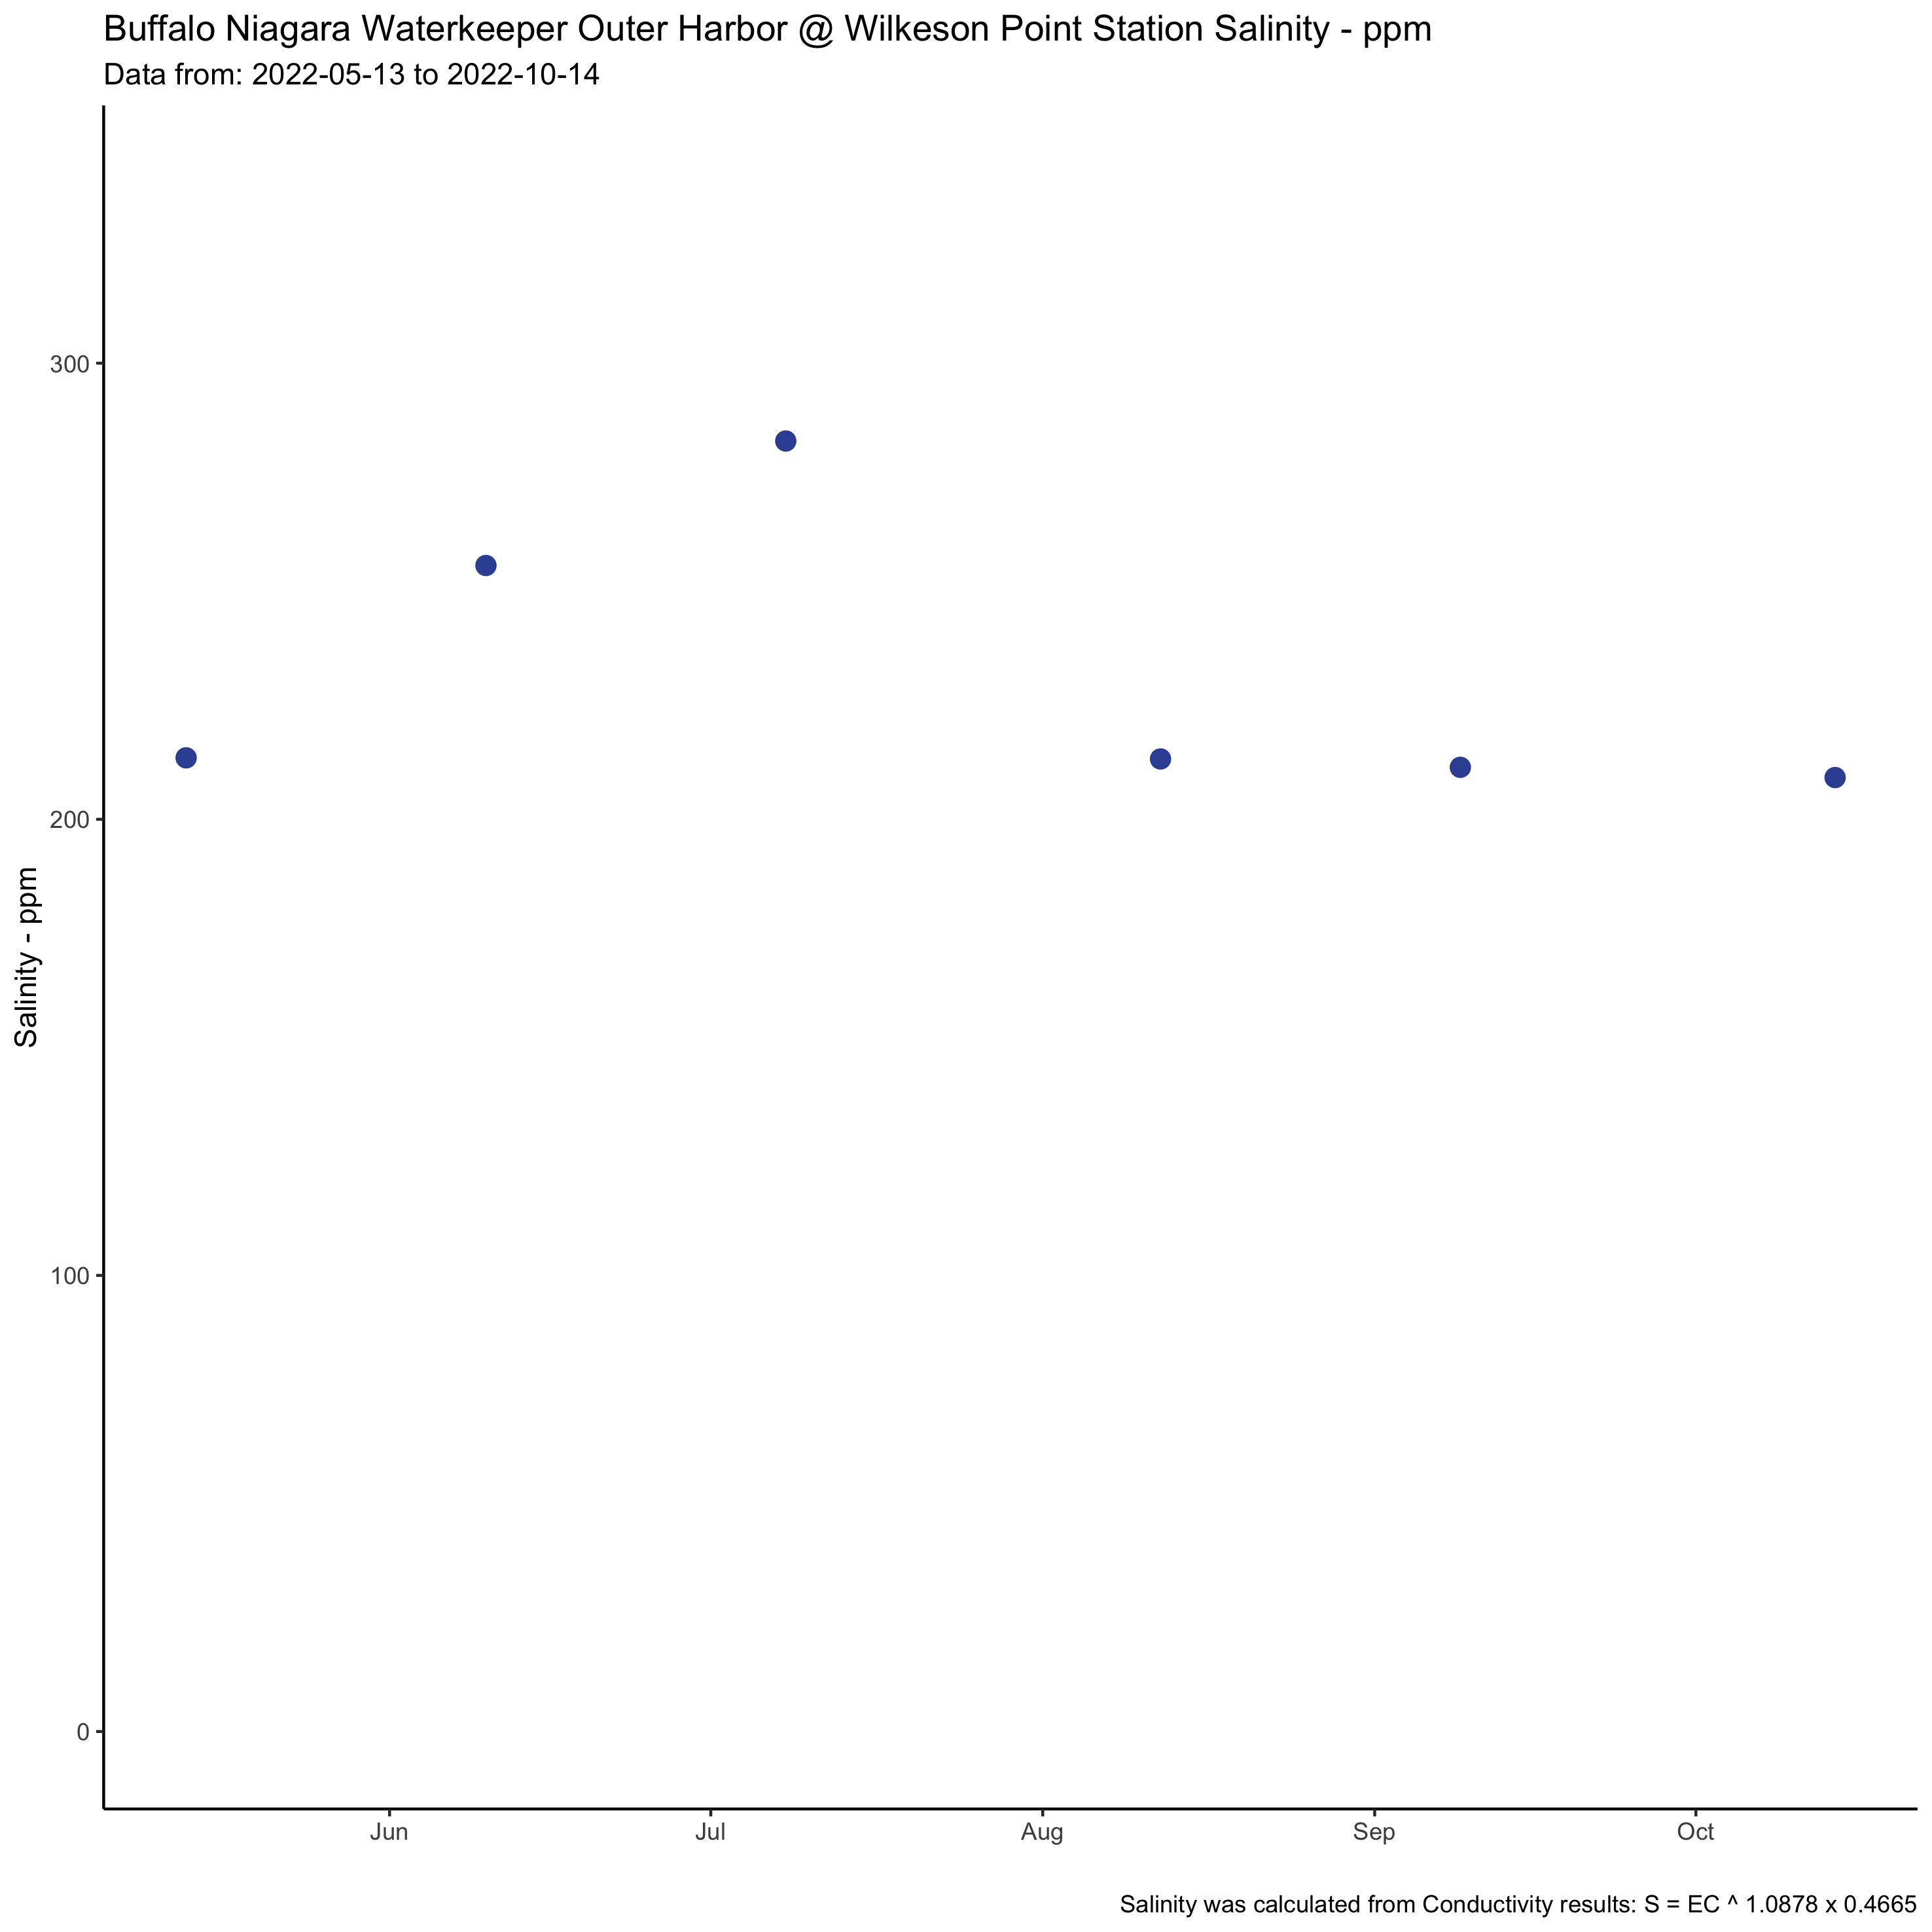 Buffalo Niagara Waterkeeper Outer Harbor @ Wilkeson Point Station Salinity - ppm
Data from: 2022-05-13 to 2022-10-14
300
200
100
0
Salinity - ppm
Jun Jul Aug Sep Oct
Salinity was calculated from Conductivity results: S = EC ^ 1.0878 x 0.4665